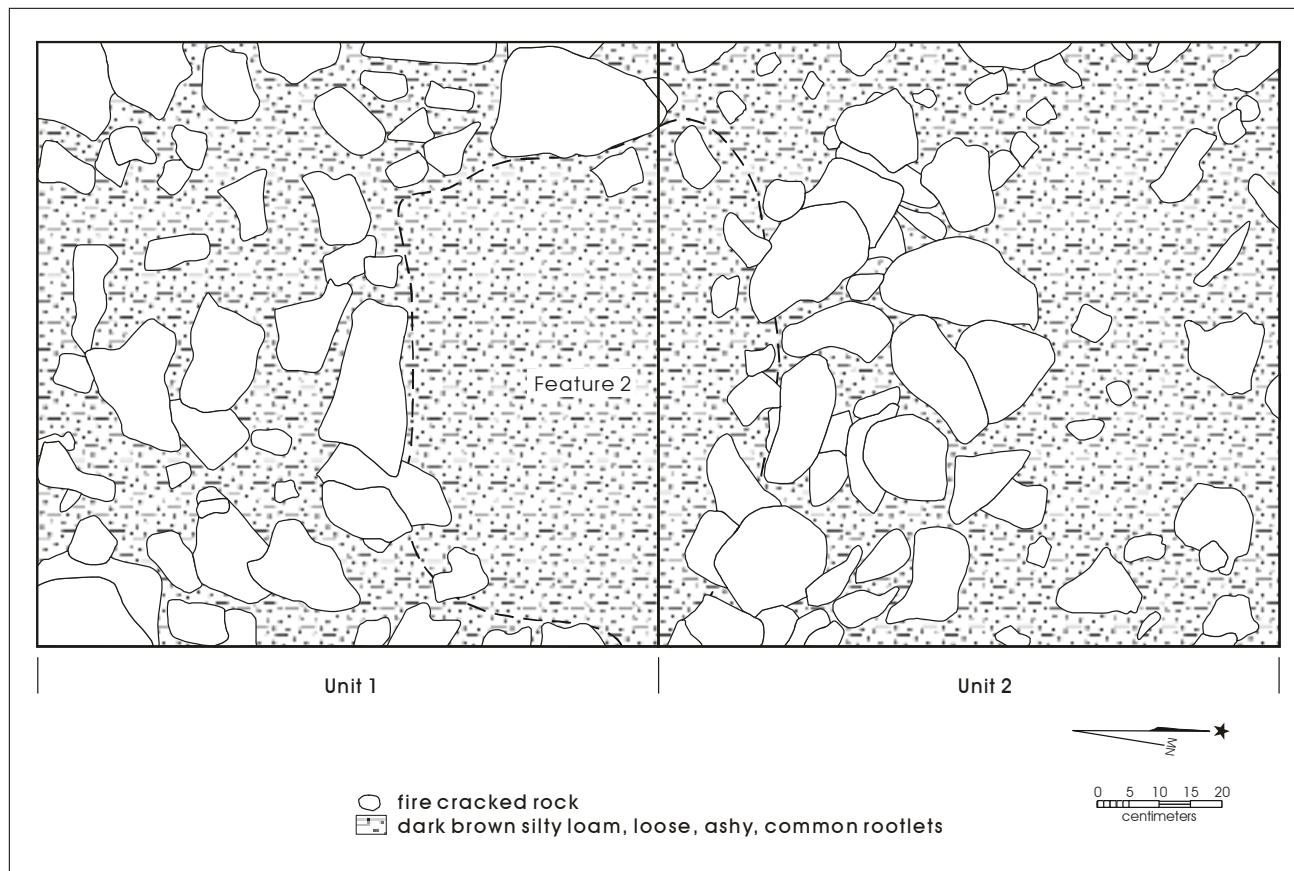 Feature 2
Unit 1
Unit 2
MN
0 5 10 15 20
centimeters
fire cracked rock
dark brown silty loam, loose, ashy, common rootlets